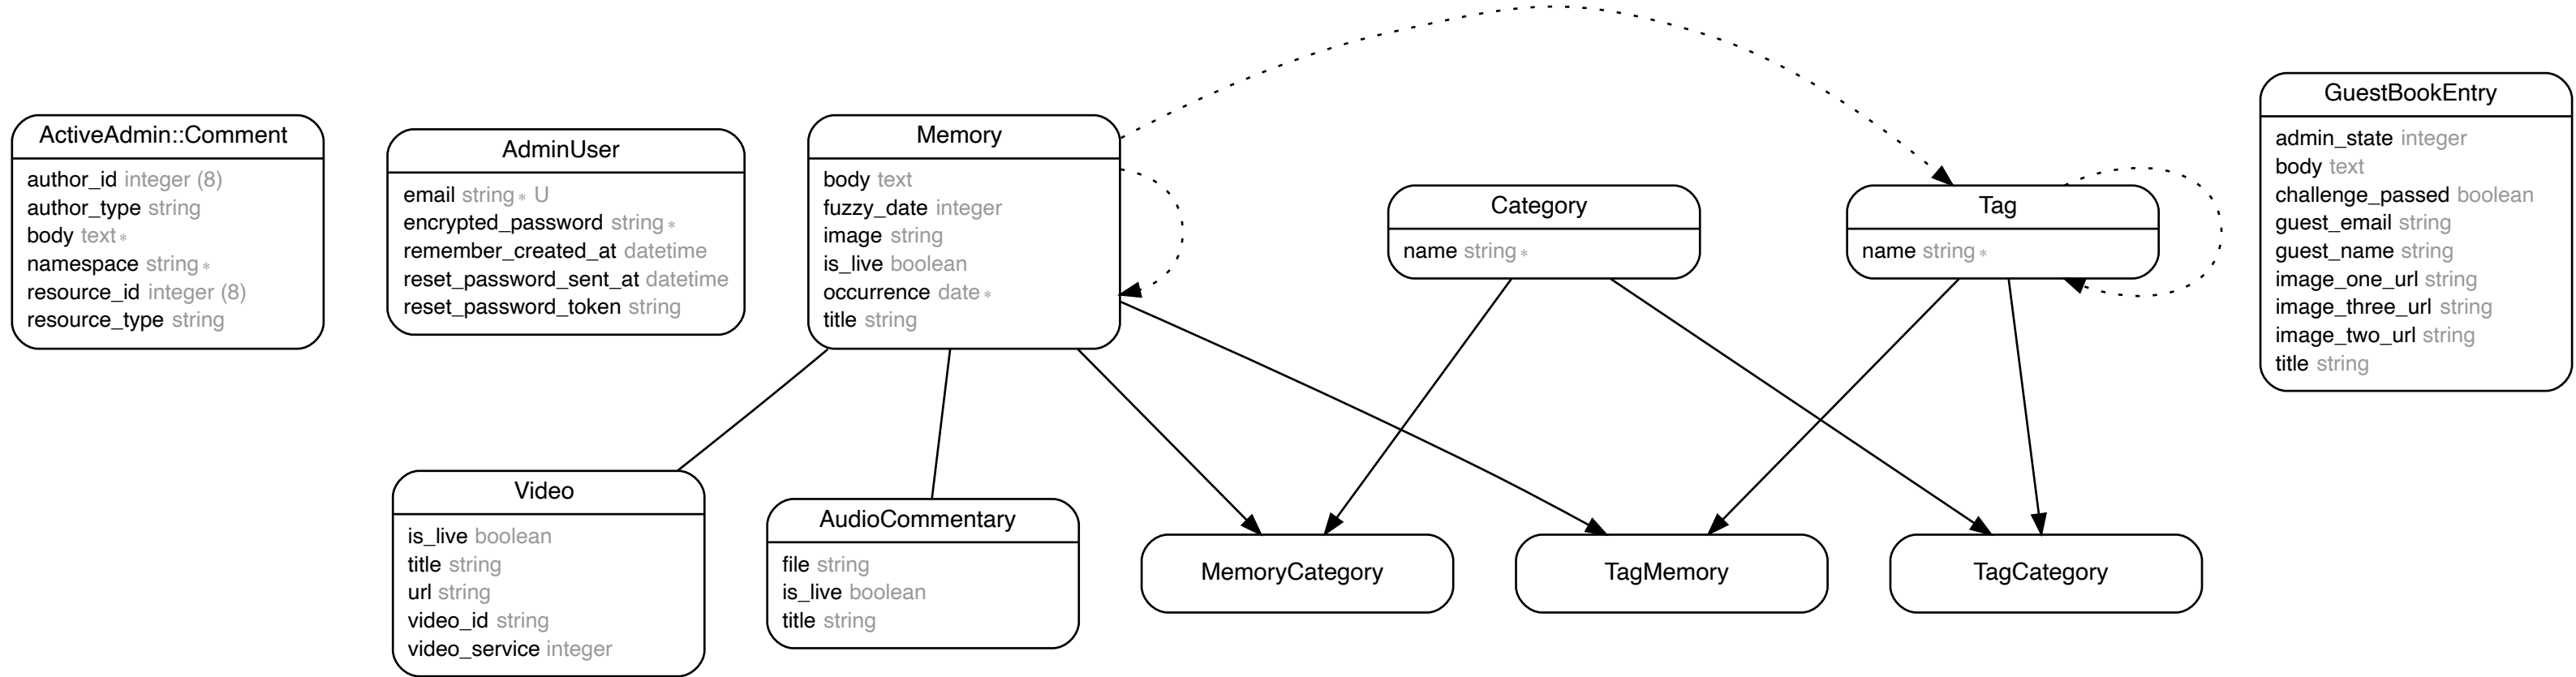 ActiveAdmin::Comment
author_id integer (8)
author_type string
body text ∗
namespace string ∗
resource_id integer (8)
resource_type string
AdminUser
email string ∗ U
encrypted_password string ∗
remember_created_at datetime
reset_password_sent_at datetime
reset_password_token string
Memory
body text
fuzzy_date integer
image string
is_live boolean
occurrence date ∗
title string
Category
name string ∗
Tag
name string ∗
GuestBookEntry
admin_state integer
body text
challenge_passed boolean
guest_email string
guest_name string
image_one_url string
image_three_url string
image_two_url string
title string
Video
is_live boolean
title string
url string
video_id string
video_service integer
AudioCommentary
file string
is_live boolean
title string
MemoryCategory
TagMemory
TagCategory